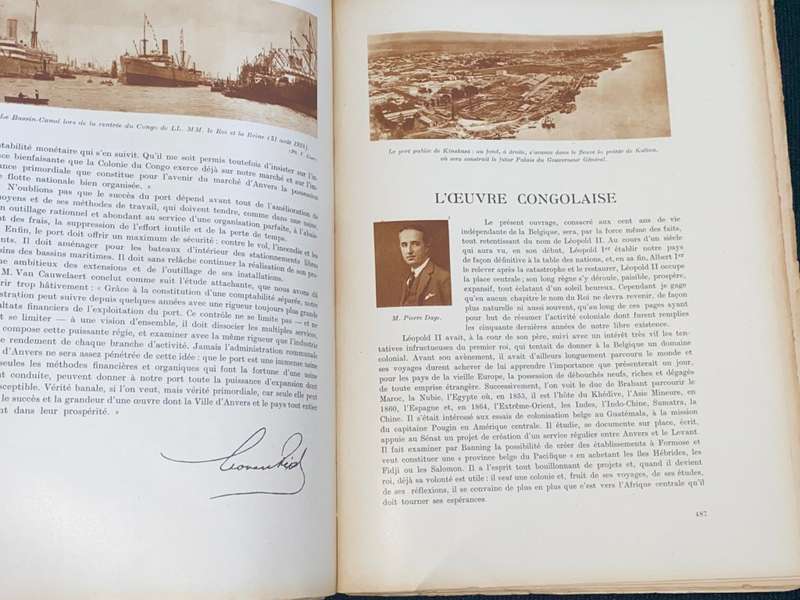 Le Bassin-Canal lors de la rentrée du Congo de LL. MM. le Roi et la Reine (31 août 1928).
ptabilité monétaire qui s'en suivit. Qu'il me soit permis toutefois d'insister sur l'in-
ce bienfaisante que la Colonie du Congo exerce déjà sur notre marché et sur l'im-
ance primordiale que constitue pour l'avenir du marché d'Anvers la possession
e flotte nationale bien organisée. »
N'oublions pas que le succès du port dépend avant tout de l'amélioration de
moyens et de ses méthodes de travail, qui doivent tendre, comme dans une usine,
un outillage rationnel et abondant au service d'une organisation parfaite, à l'abais-
nt des frais, la suppression de l'effort inutile et de la perte de temps.
Enfin, le port doit offrir un maximum de sécurité : contre le vol, l'incendie et les
nts. Il doit aménager pour les bateaux d'intérieur des stationnements
sins des bassins maritimes. Il doit sans relâche continuer la réalisation de son
me ambitieux des extensions et de l'outillage de ses installations.
M. Van Cauwelaert conclut comme suit l'étude attachante, que nous avons dû
rir trop hâtivement : « Grâce à la constitution d'une comptabilité séparée, notre
istration peut suivre depuis quelques années avec une rigueur toujours plus grande
ultats financiers de l'exploitation du port. Ce contrôle ne se limite pas — et ne
t se limiter — à une vision d'ensemble, il doit dissocier les multiples services,
compose cette puissante régie, et examiner avec la même rigueur que l'industrie
e rendement de chaque branche d'activité. Jamais l'administration communale
d'Anvers ne sera assez pénétrée de cette idée : que le port est une immense usine
seules les méthodes financières et organiques qui font la fortune d'une usine
nt conduite, peuvent donner à notre port toute la puissance d'expansion dont
sceptible. Vérité banale, si l'on veut, mais vérité primordiale, car seule elle peut
le succès et la grandeur d'une œuvre dont la Ville d'Anvers et le pays tout entier
nt dans leur prospérité. »
Le port public de Kinshasa : au fond, à droite, s'avance dans le fleuve la pointe de Kalina,
où sera construit le futur Palais du Gouverneur Général.
L'ŒUVRE CONGOLAISE
M. Pierre Daye.
Le présent ouvrage, consacré aux cent ans de vie
indépendante de la Belgique, sera, par la force même des faits,
tout retentissant du nom de Léopold II. Au cours d'un siècle
qui aura vu, en son début, Léopold Ier établir notre pays
de façon définitive à la table des nations, et, en sa fin, Albert Ier
le relever après la catastrophe et le restaurer, Léopold II occupe
la place centrale ; son long règne s'y déroule, paisible, prospère,
expansif, tout éclatant d'un soleil heureux. Cependant je gage
qu'en aucun chapitre le nom du Roi ne devra revenir, de façon
plus naturelle ni aussi souvent, qu'au long de ces pages ayant
pour but de résumer l'activité coloniale dont furent remplies
les cinquante dernières années de notre libre existence.
Léopold II avait, à la cour de son père, suivi avec un intérêt très vif les ten-
tatives infructueuses du premier roi, qui tentait de donner à la Belgique un domaine
colonial. Avant son avènement, il avait d'ailleurs longuement parcouru le monde et
ses voyages durent achever de lui apprendre l'importance que présenterait un jour,
pour les pays de la vieille Europe, la possession de débouchés neufs, riches et dégagés
de toute emprise étrangère. Successivement, l'on voit le duc de Brabant parcourir le
Maroc, la Nubie, l'Egypte où, en 1853, il est l'hôte du Khédive, l'Asie Mineure, en
1860, l'Espagne et, en 1864, l'Extrême-Orient, les Indes, l'Indo-Chine, Sumatra, la
Chine. Il s'était intéressé aux essais de colonisation belge au Guatémala, à la mission
du capitaine Pougin en Amérique centrale. Il étudie, se documente sur place, écrit,
appuie au Sénat un projet de création d'un service régulier entre Anvers et le Levant.
Il fait examiner par Banning la possibilité de créer des établissements à Formose et
veut constituer une « province belge du Pacifique » en achetant les îles Hébrides, les
Fidji ou les Salomon. Il a l'esprit tout bouillonnant de projets et, quand il devient
roi, déjà sa volonté est utile : il veut une colonie et, fruit de ses voyages, de ses études,
de ses réflexions, il se convainc de plus en plus que c'est vers l'Afrique centrale qu'il
doit tourner ses espérances.
487